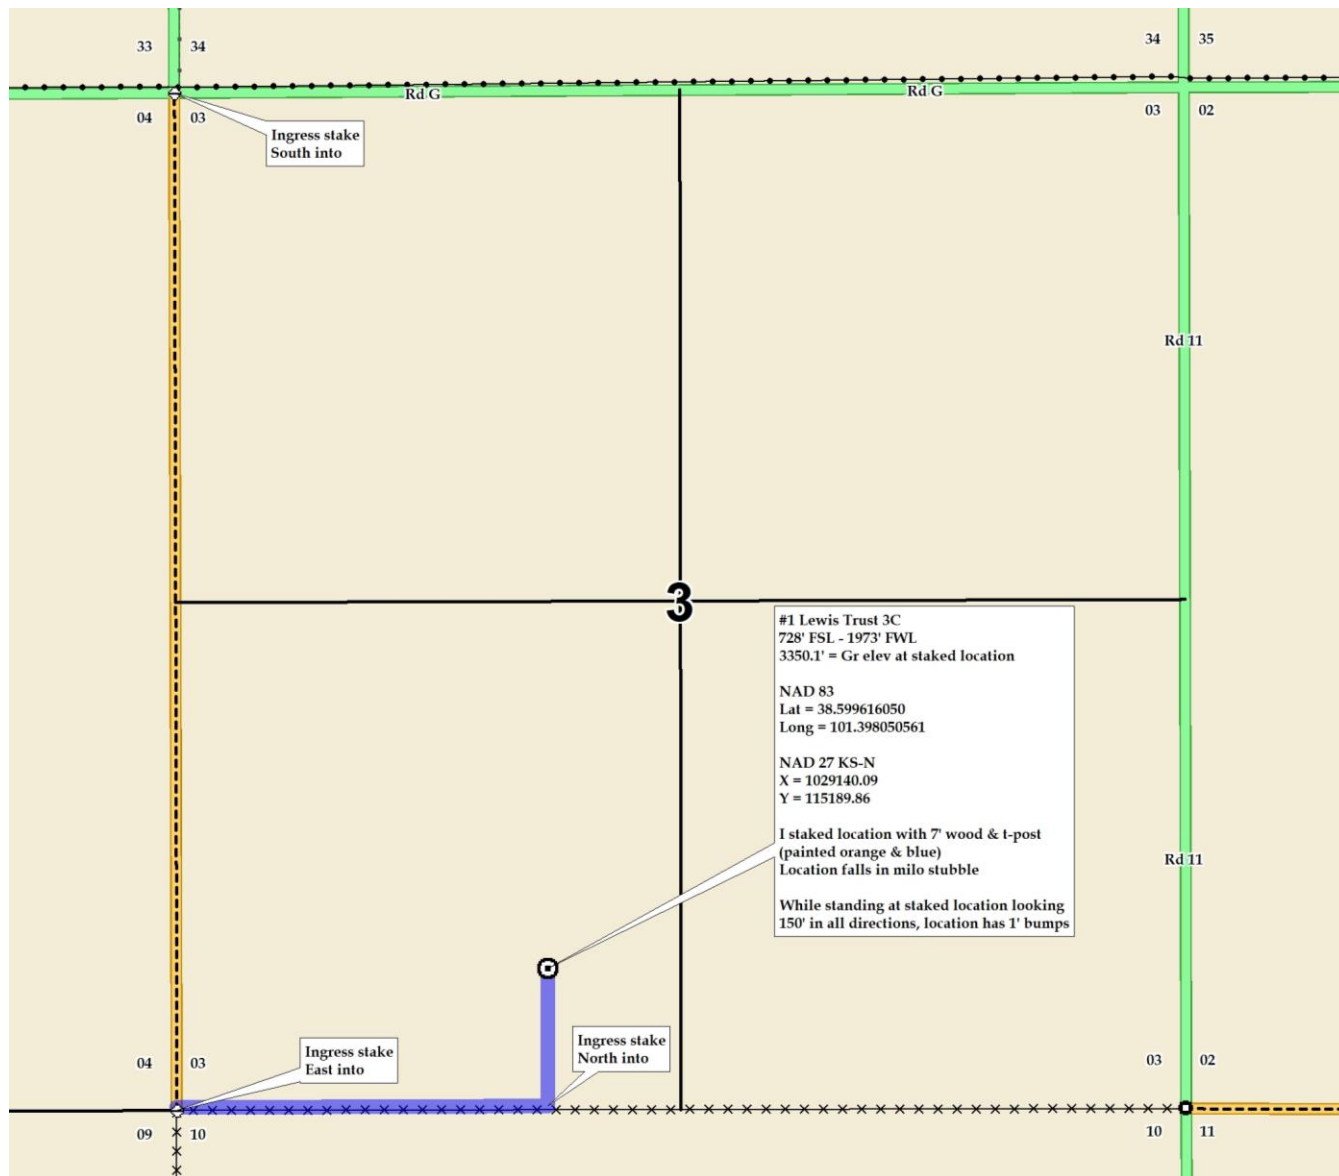 33 34
34 35
Rd G
Rd G
04 03
03 02
Ingress stake
South into
Rd 11
3
#1 Lewis Trust 3C
728' FSL - 1973' FWL
3350.1' = Gr elev at staked location
NAD 83
Lat = 38.599616050
Long = 101.398050561
NAD 27 KS-N
X = 1029140.09
Y = 115189.86
I staked location with 7' wood & t-post
(painted orange & blue)
Location falls in milo stubble
While standing at staked location looking
150' in all directions, location has 1' bumps
Rd 11
Ingress stake
North into
Ingress stake
East into
04 03
03 02
09 10
10 11